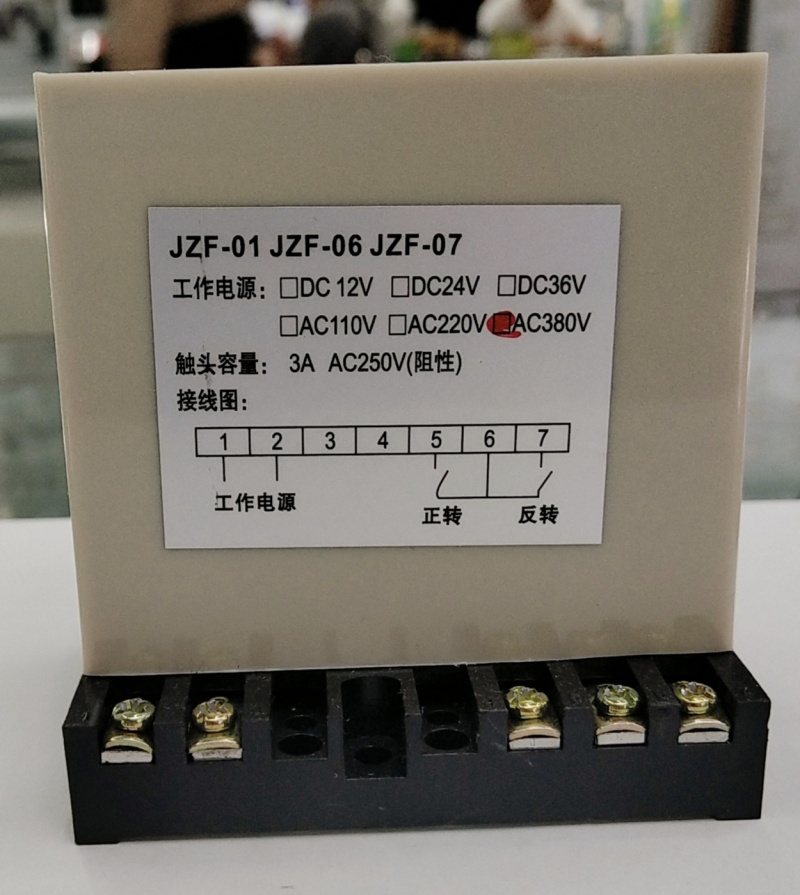 JZF-01 JZF-06 JZF-07
工作电源：□DC 12V □DC24V □DC36V
□AC110V □AC220V □AC380V
触头容量： 3A AC250V(阻性)
接线图：
1 2 3 4 5 6 7
工作电源 正转 反转